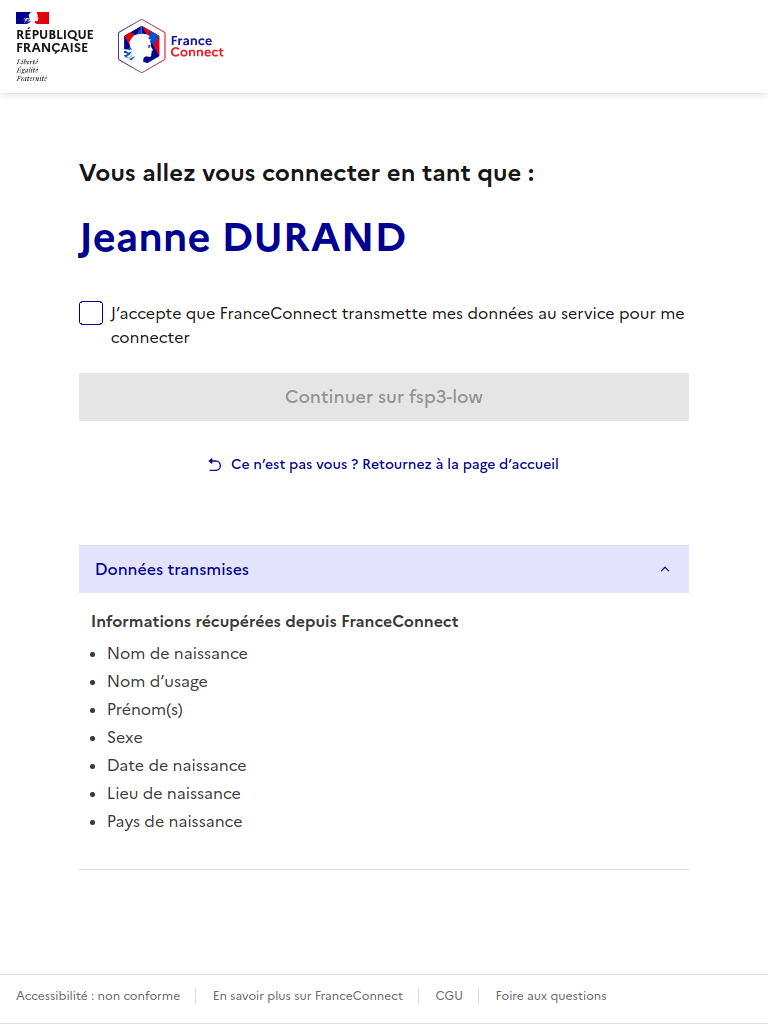 RÉPUBLIQUE
FRANÇAISE
Liberté
Égalité
Fraternité
France
Connect
Vous allez vous connecter en tant que :
Jeanne DURAND
J’accepte que FranceConnect transmette mes données au service pour me
connecter
Continuer sur fsp3-low
Ce n’est pas vous ? Retournez à la page d’accueil
Données transmises
Informations récupérées depuis FranceConnect
Nom de naissance
Nom d’usage
Prénom(s)
Sexe
Date de naissance
Lieu de naissance
Pays de naissance
Accessibilité : non conforme
En savoir plus sur FranceConnect
CGU
Foire aux questions